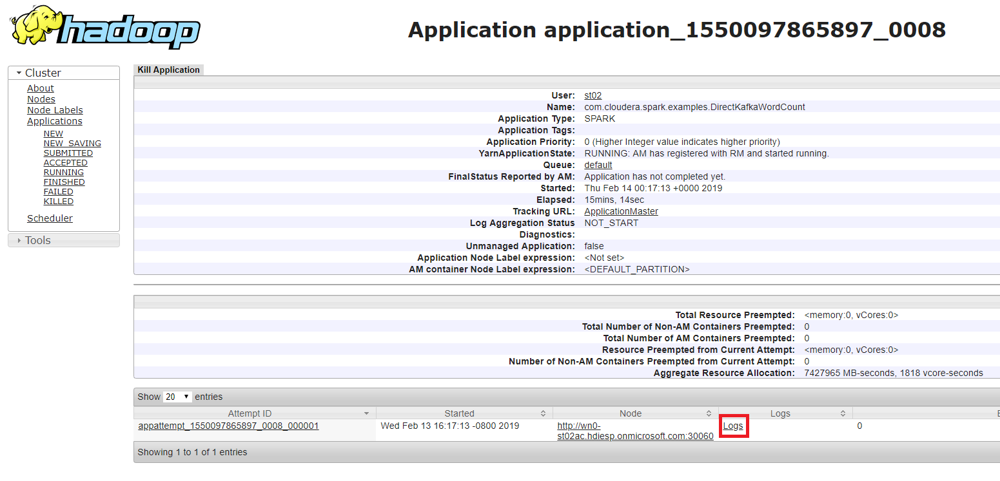 hadoop
Application application_1550097865897_0008
Cluster
About
Nodes
Node Labels
Applications
NEW
NEW_SAVING
SUBMITTED
ACCEPTED
RUNNING
FINISHED
FAILED
KILLED
Scheduler
Tools
Kill Application
User: st02
Name: com.cloudera.spark.examples.DirectKafkaWordCount
Application Type: SPARK
Application Tags:
Application Priority: 0 (Higher Integer value indicates higher priority)
YarnApplicationState: RUNNING: AM has registered with RM and started running.
Queue: default
FinalStatus Reported by AM: Application has not completed yet.
Started: Thu Feb 14 00:17:13 +0000 2019
Elapsed: 15mins, 14sec
Tracking URL: ApplicationMaster
Log Aggregation Status NOT_START
Diagnostics:
Unmanaged Application: false
Application Node Label expression: <Not set>
AM container Node Label expression: <DEFAULT_PARTITION>
Total Resource Preempted: <memory:0, vCores:0>
Total Number of Non-AM Containers Preempted: 0
Total Number of AM Containers Preempted: 0
Resource Preempted from Current Attempt: <memory:0, vCores:0>
Number of Non-AM Containers Preempted from Current Attempt: 0
Aggregate Resource Allocation: 7427965 MB-seconds, 1818 vcore-seconds
Show 20 entries
Attempt ID Started Node Logs
appattempt_1550097865897_0008_000001 Wed Feb 13 16:17:13 -0800 2019 http://wn0- Logs 0
st02ac.hdiesp.onmicrosoft.com:30060
Showing 1 to 1 of 1 entries